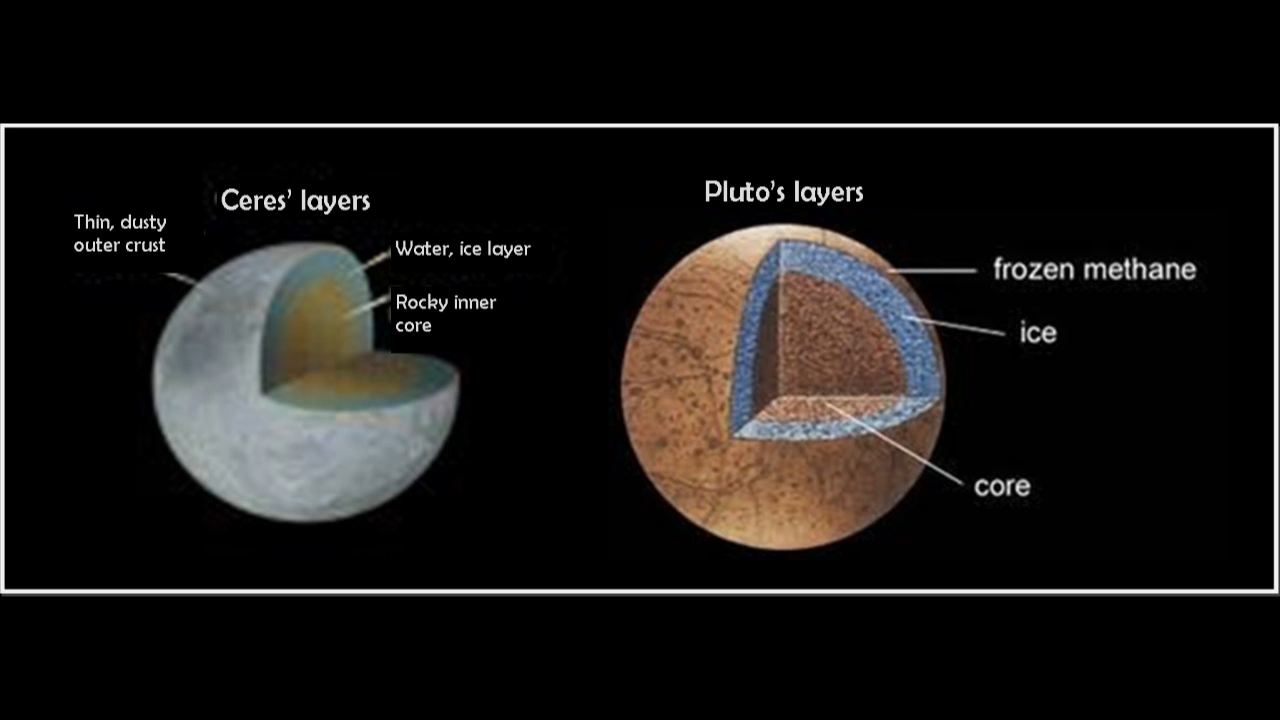 Ceres’ layers
Thin, dusty
outer crust
Water, ice layer
Rocky inner
core
Pluto’s layers
frozen methane
ice
core